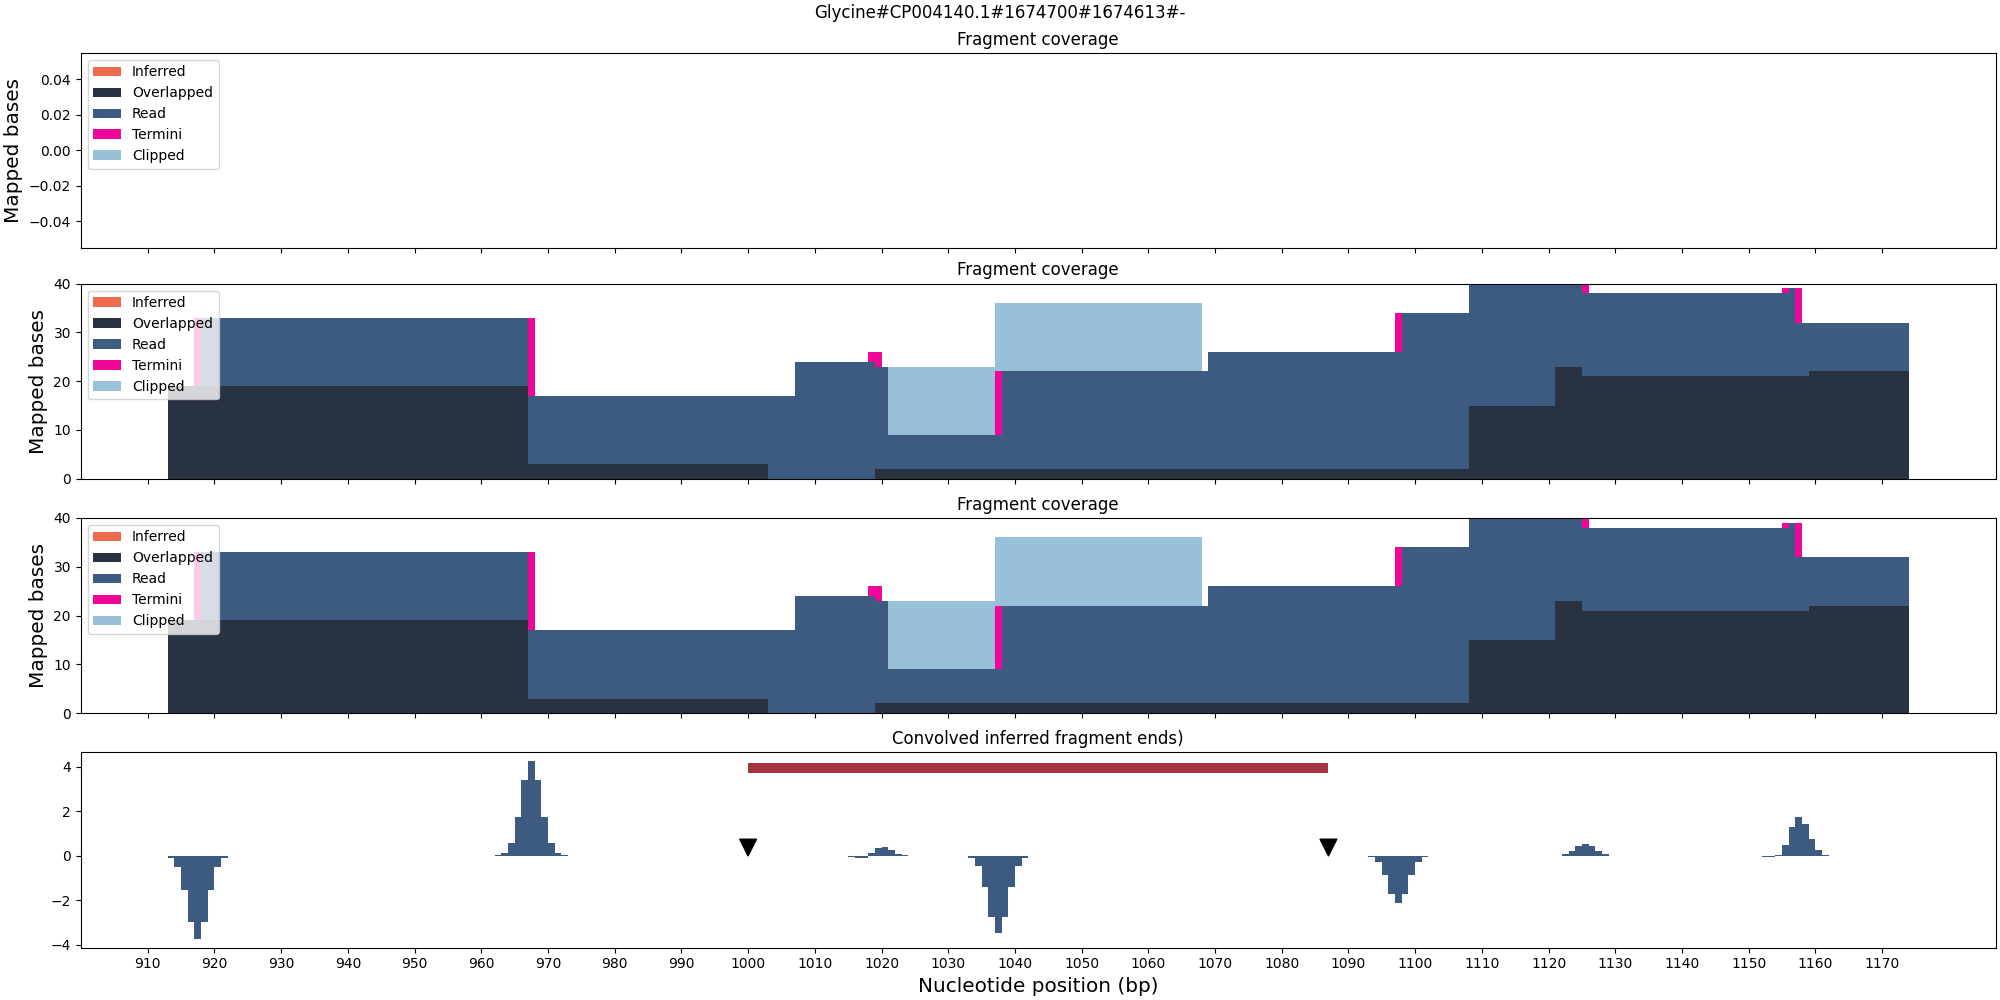 Glycine#CP004140.1#1674700#1674613#-
Fragment coverage
Mapped bases
0.04
0.02
0.00
−0.02
−0.04
Inferred
Overlapped
Read
Termini
Clipped
Fragment coverage
Mapped bases
40
30
20
10
0
Inferred
Overlapped
Read
Termini
Clipped
Fragment coverage
Mapped bases
40
30
20
10
0
Inferred
Overlapped
Read
Termini
Clipped
Convolved inferred fragment ends)
4
2
0
−2
−4
910 920 930 940 950 960 970 980 990 1000 1010 1020 1030 1040 1050 1060 1070 1080 1090 1100 1110 1120 1130 1140 1150 1160 1170
Nucleotide position (bp)